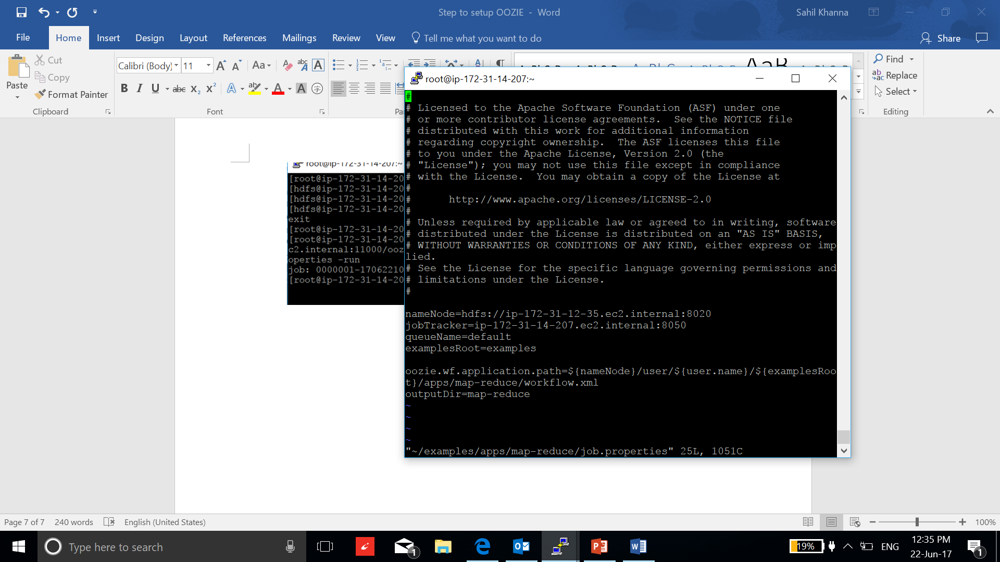 Step to setup OOZIE - Word
Sahil Khanna
File
Home
Insert
Design
Layout
References
Mailings
Review
View
Tell me what you want to do
Share
Paste
Cut
Copy
Format Painter
Clipboard
Calibri (Body)
11
Font
Find
Replace
Select
Editing
root@ip-172-31-14-207:~
#
# Licensed to the Apache Software Foundation (ASF) under one
# or more contributor license agreements.  See the NOTICE file
# distributed with this work for additional information
# regarding copyright ownership.  The ASF licenses this file
# to you under the Apache License, Version 2.0 (the
# "License"); you may not use this file except in compliance
# with the License.  You may obtain a copy of the License at
#
#      http://www.apache.org/licenses/LICENSE-2.0
#
# Unless required by applicable law or agreed to in writing, software
# distributed under the License is distributed on an "AS IS" BASIS,
# WITHOUT WARRANTIES OR CONDITIONS OF ANY KIND, either express or imp
lied.
# See the License for the specific language governing permissions and
# limitations under the License.
#
nameNode=hdfs://ip-172-31-12-35.ec2.internal:8020
jobTracker=ip-172-31-14-207.ec2.internal:8050
queueName=default
examplesRoot=examples
oozie.wf.application.path=${nameNode}/user/${user.name}/${examplesRoo
t}/apps/map-reduce/workflow.xml
outputDir=map-reduce
~
~
~
~
"~/examples/apps/map-reduce/job.properties" 25L, 1051C
root@ip-172-31-14-207:~
[root@ip-172-31-14-20
[hdfs@ip-172-31-14-20
[hdfs@ip-172-31-14-20
[hdfs@ip-172-31-14-20
exit
[root@ip-172-31-14-20
[root@ip-172-31-14-20
c2.internal:11000/ooz
operties -run
job: 0000001-17062210
[root@ip-172-31-14-20
Page 7 of 7
240 words
English (United States)
100%
Type here to search
1
19%
ENG
12:35 PM
22-Jun-17
1